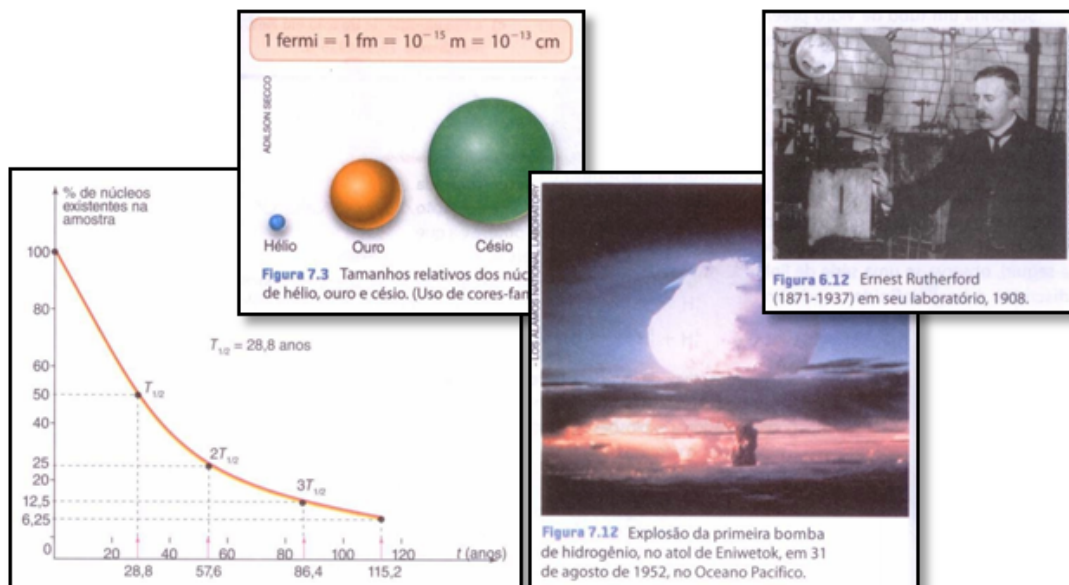 1 fermi = 1 fm = 10⁻¹⁵ m = 10⁻¹³ cm
ADILSON SECCO
Hélio
Ouro
Césio
Figura 7.3 Tamanhos relativos dos núc
de hélio, ouro e césio. (Uso de cores-fan
Figura 6.12 Ernest Rutherford
(1871-1937) em seu laboratório, 1908.
% de núcleos
existentes na
amostra
100
80
60
50
40
25
20
12,5
6,25
0
T₁/₂ = 28,8 anos
T₁/₂
2T₁/₂
3T₁/₂
20
40
60
80
100
120
t (anos)
28,8
57,6
86,4
115,2
- LOS ALAMOS NATIONAL LABORATORY
Figura 7.12 Explosão da primeira bomba
de hidrogênio, no atol de Eniwetok, em 31
de agosto de 1952, no Oceano Pacífico.